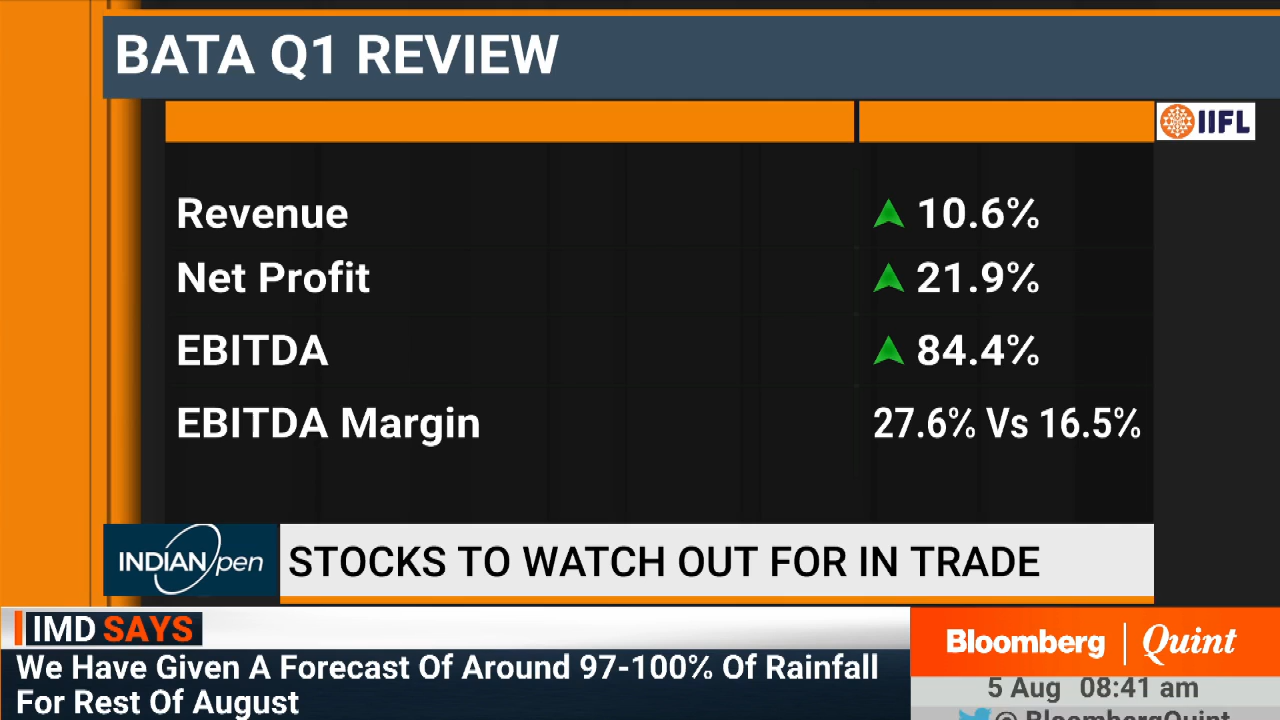 BATA Q1 REVIEW
IIFL
Revenue ▲ 10.6%
Net Profit ▲ 21.9%
EBITDA ▲ 84.4%
EBITDA Margin 27.6% Vs 16.5%
INDIAN Open STOCKS TO WATCH OUT FOR IN TRADE
IMD SAYS
We Have Given A Forecast Of Around 97-100% Of Rainfall
For Rest Of August
Bloomberg | Quint
5 Aug 08:41 am
@ BloombergQuint